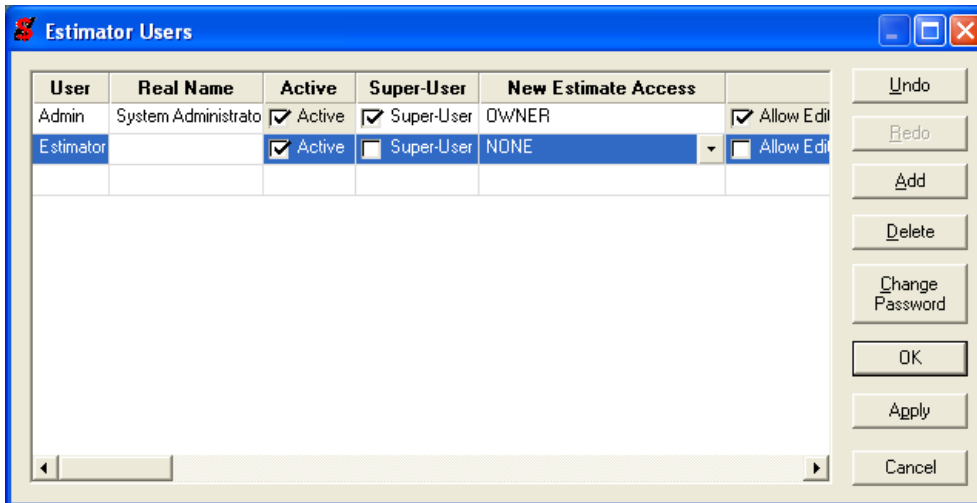 Estimator Users
User Real Name Active Super-User New Estimate Access
Admin System Administrato Active Super-User OWNER Allow Edi
Estimator Active Super-User NONE Allow Edi
Undo
Redo
Add
Delete
Change
Password
OK
Apply
Cancel